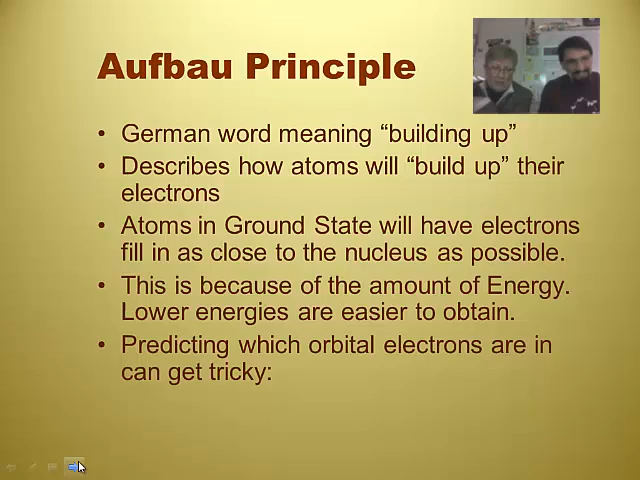 Aufbau Principle
• German word meaning “building up”
• Describes how atoms will “build up” their
electrons
• Atoms in Ground State will have electrons
fill in as close to the nucleus as possible.
• This is because of the amount of Energy.
Lower energies are easier to obtain.
• Predicting which orbital electrons are in
can get tricky: